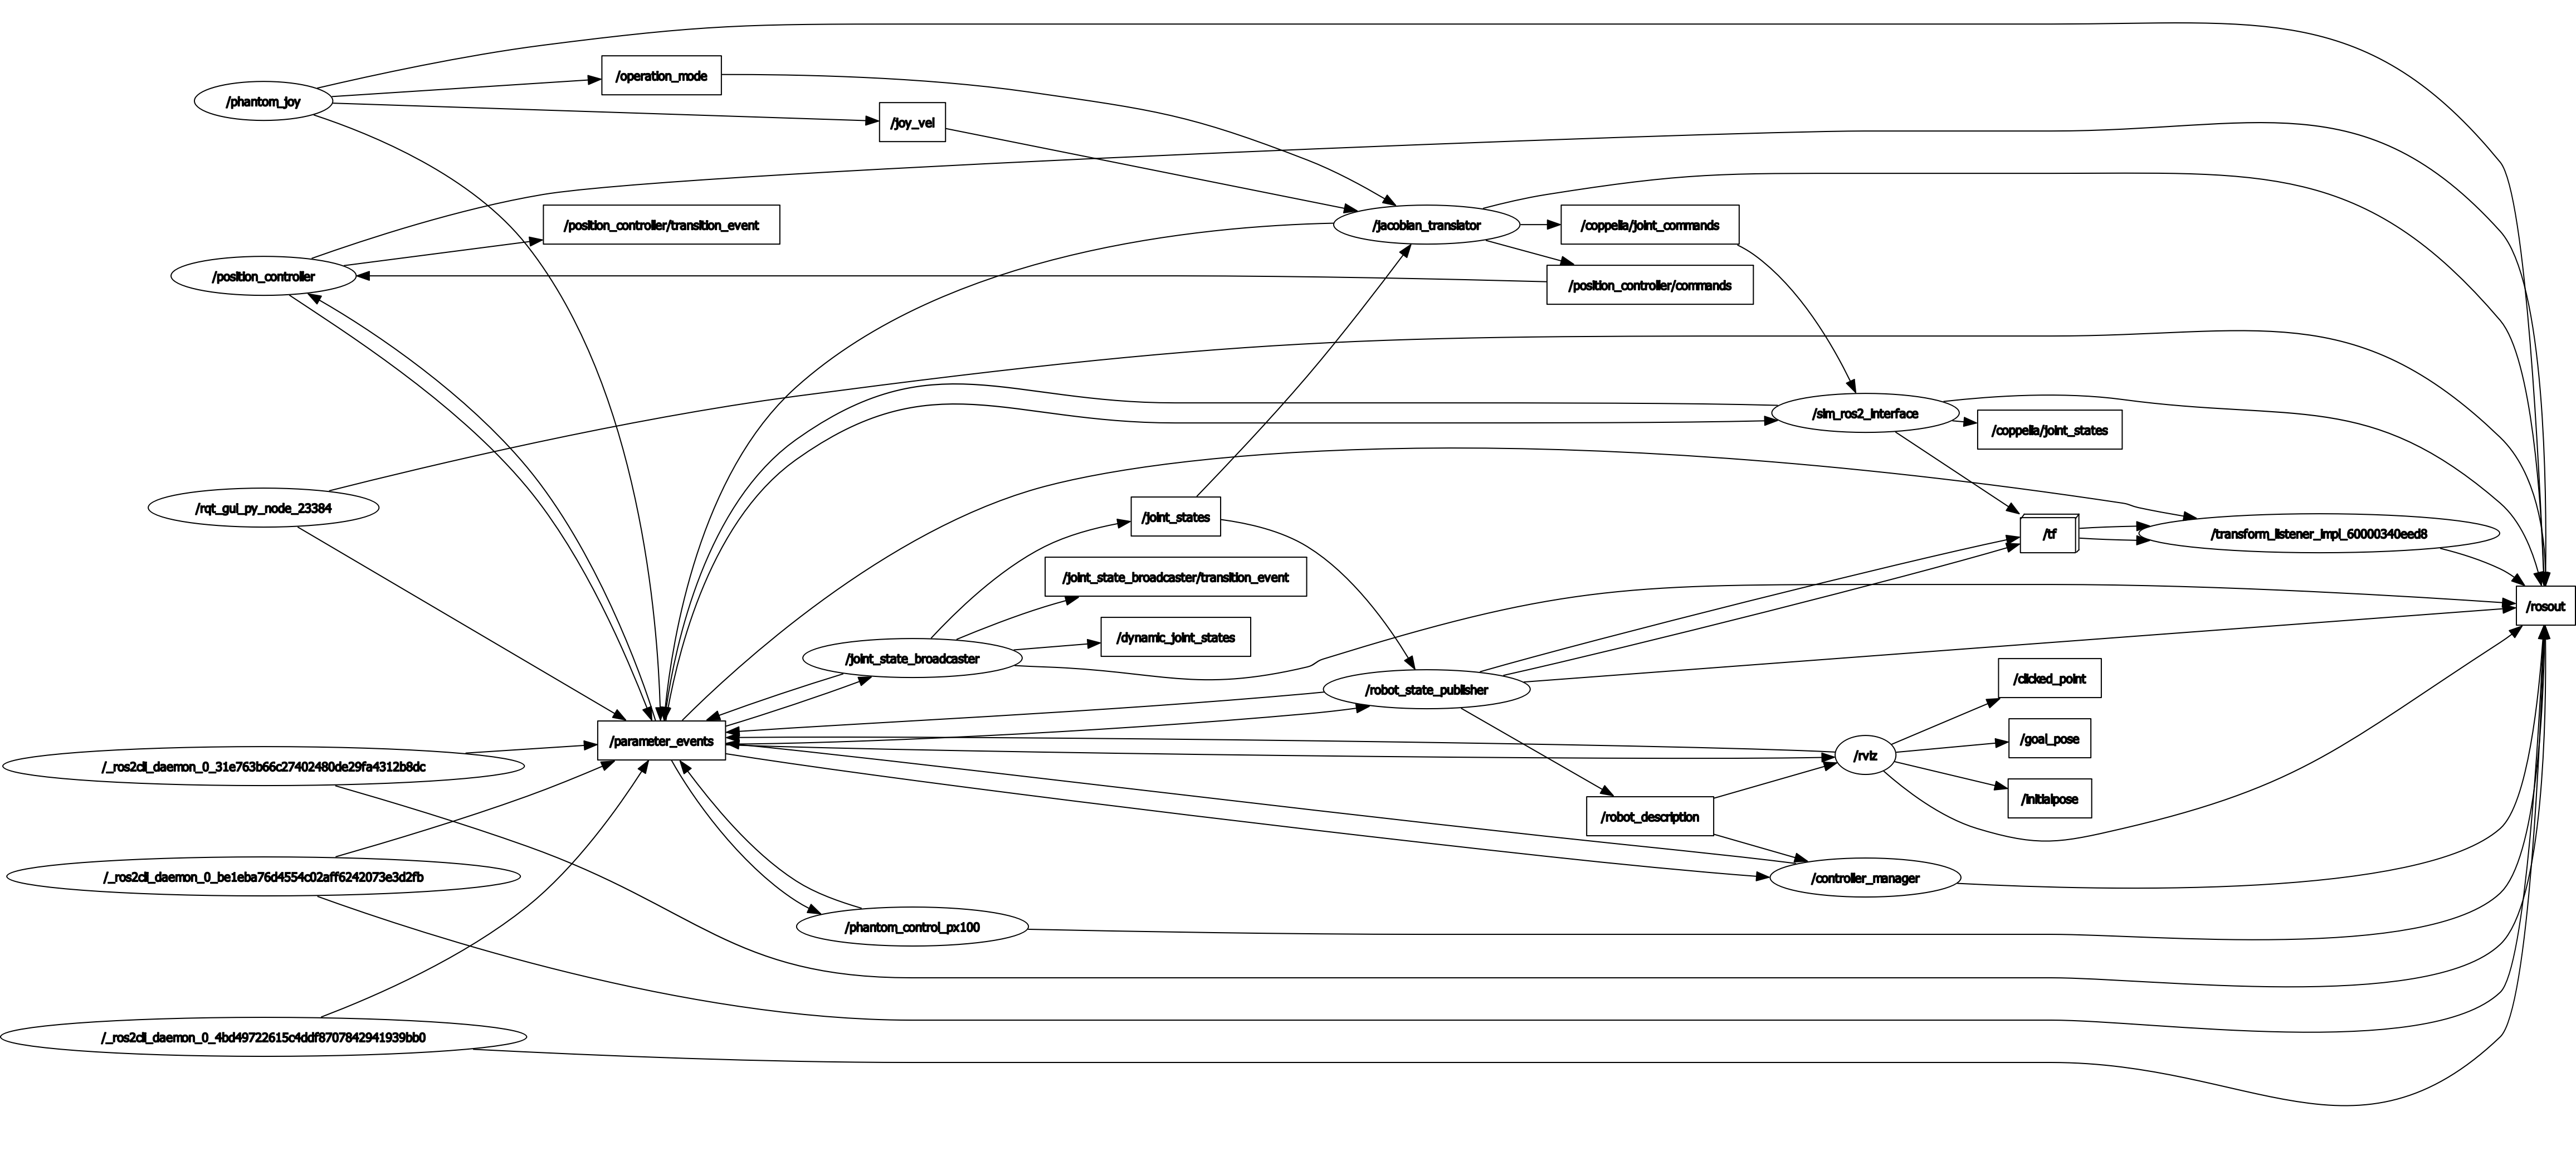 /operation_mode
/phantom_joy
/joy_vel
/position_controller/transition_event
/jacobian_translator
/coppelia/joint_commands
/position_controller
/position_controller/commands
/sim_ros2_interface
/coppelia/joint_states
/rqt_gui_py_node_23384
/joint_states
/tf
/transform_listener_impl_60000340eed8
/joint_state_broadcaster/transition_event
/rosout
/dynamic_joint_states
/joint_state_broadcaster
/clicked_point
/robot_state_publisher
/parameter_events
/goal_pose
/rviz
/_ros2cli_daemon_0_31e763b66c27402480de29fa4312b8dc
/initialpose
/robot_description
/_ros2cli_daemon_0_be1eba76d4554c02aff6242073e3d2fb
/controller_manager
/phantom_control_px100
/_ros2cli_daemon_0_4bd49722615c4ddf8707842941939bb0